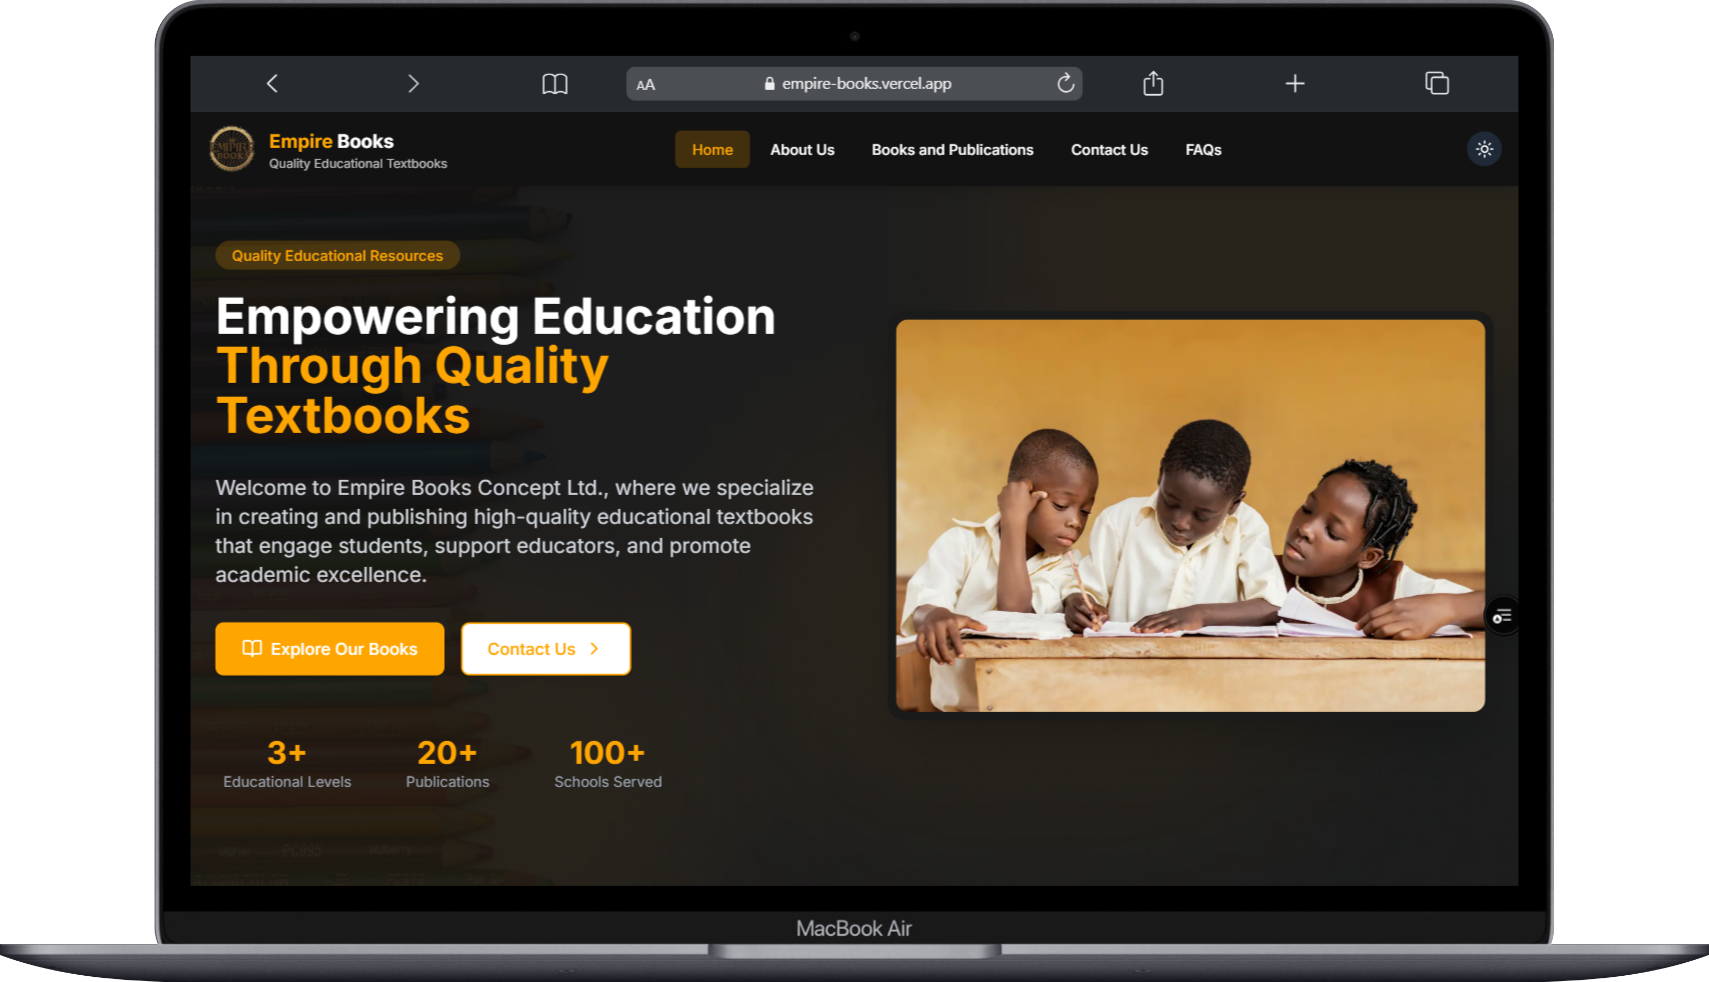 AA
empire-books.vercel.app
EMPIRE
BOOKS
Empire Books
Quality Educational Textbooks
Home
About Us
Books and Publications
Contact Us
FAQs
Quality Educational Resources
Empowering Education
Through Quality
Textbooks
Welcome to Empire Books Concept Ltd., where we specialize
in creating and publishing high-quality educational textbooks
that engage students, support educators, and promote
academic excellence.
Explore Our Books
Contact Us
3+
20+
100+
Educational Levels
Publications
Schools Served
MacBook Air